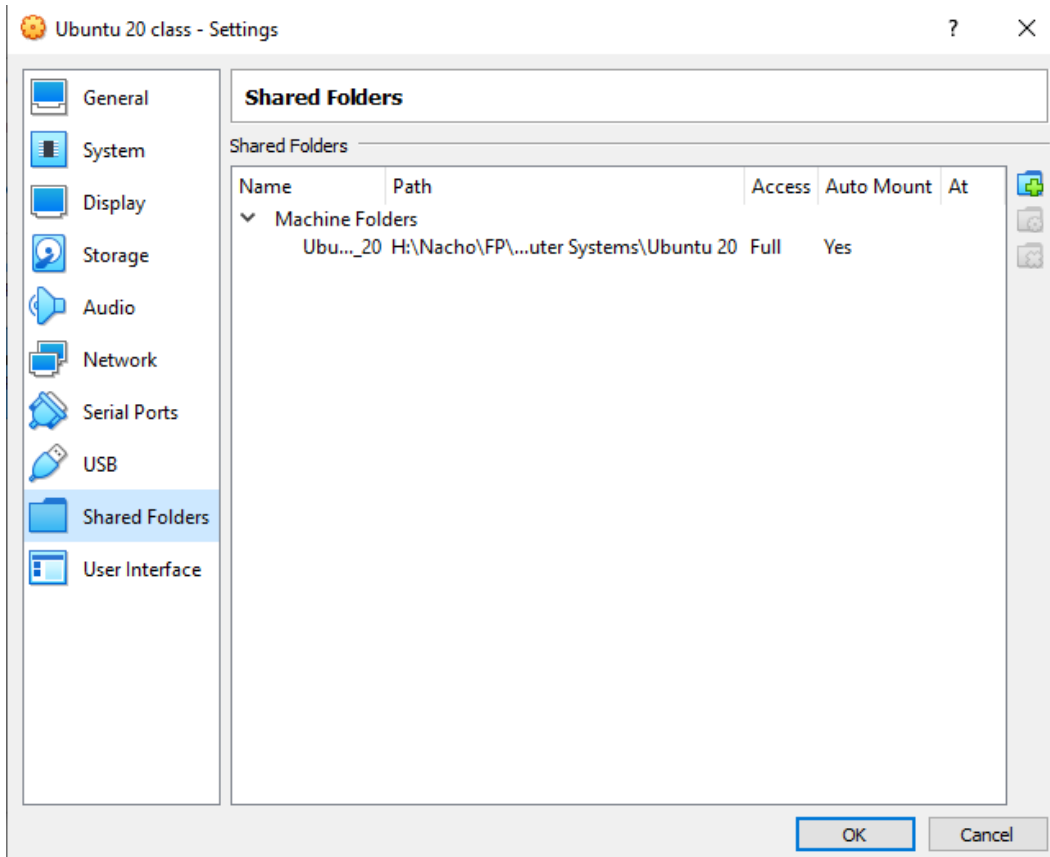 Ubuntu 20 class - Settings ? ×
General
System
Display
Storage
Audio
Network
Serial Ports
USB
Shared Folders
User Interface
Shared Folders
Shared Folders
Name Path Access Auto Mount At
Machine Folders
Ubu..._20 H:\Nacho\FP\...uter Systems\Ubuntu 20 Full Yes
OK Cancel